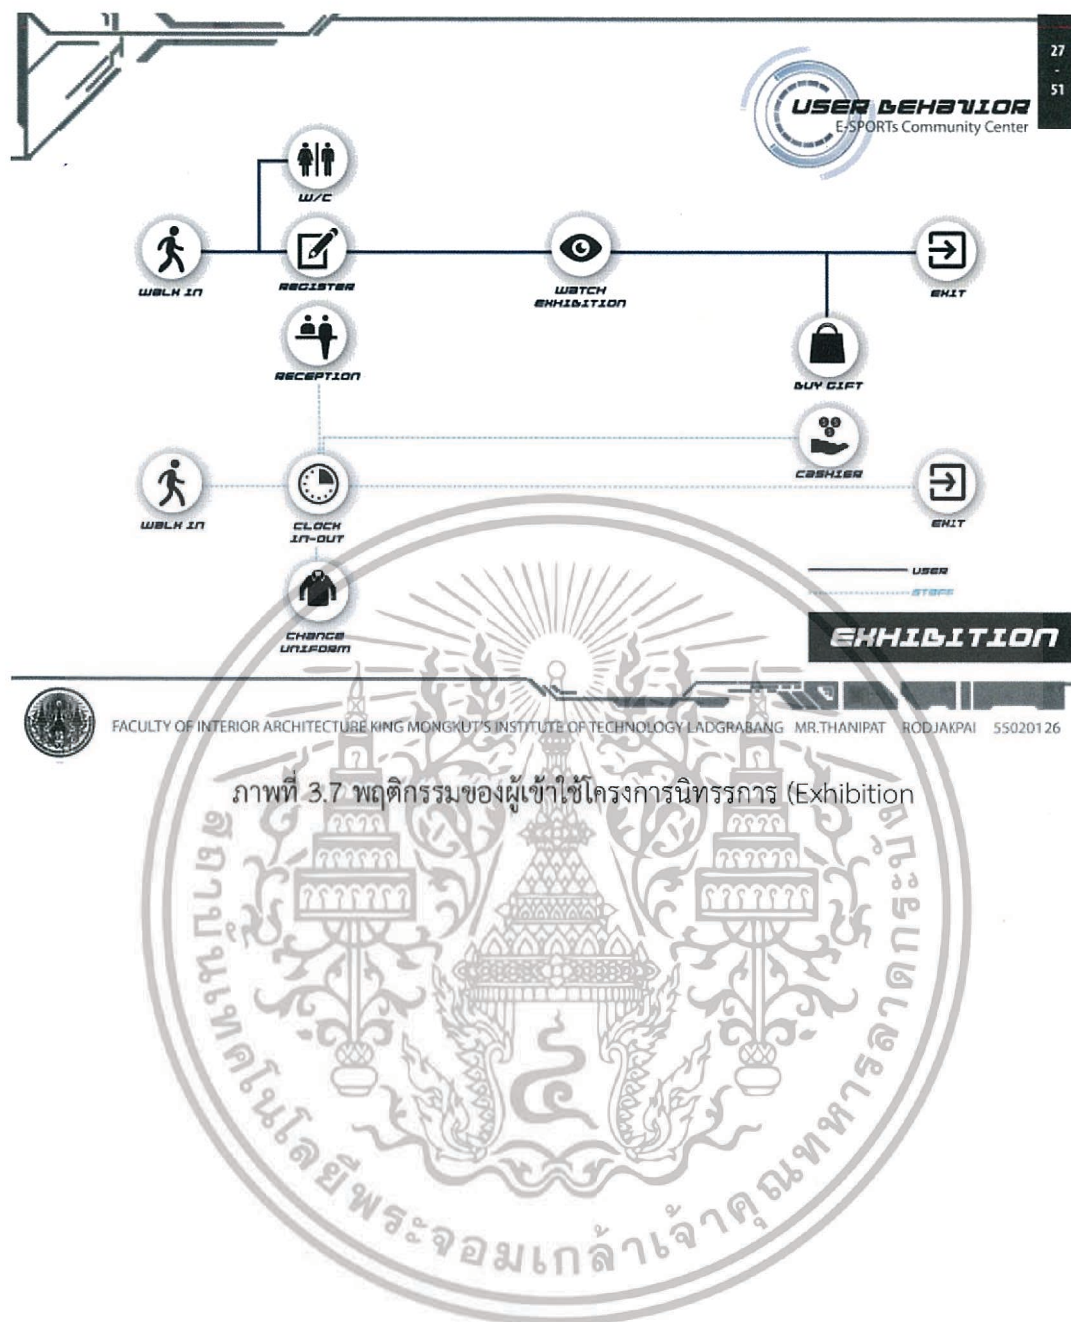 27
-
51
USER BEHAVIOR
E-SPORTs Community Center
W/C
WALK IN
REGISTER
WATCH
EXHIBITION
EXIT
RECEPTION
BUY GIFT
CASHIER
WALK IN
CLOCK
IN-OUT
EXIT
USER
STAFF
CHANGE
UNIFORM
EXHIBITION
FACULTY OF INTERIOR ARCHITECTURE KING MONGKUT'S INSTITUTE OF TECHNOLOGY LADGRABANG MR.THANIPAT RODJAKPAI 55020126
ภาพที่ 3.7 พฤติกรรมของผู้เข้าใช้โครงการนิทรรการ (Exhibition
สถาบันเทคโนโลยีพระจอมเกล้าเจ้าคุณทหารลาดกระบัง